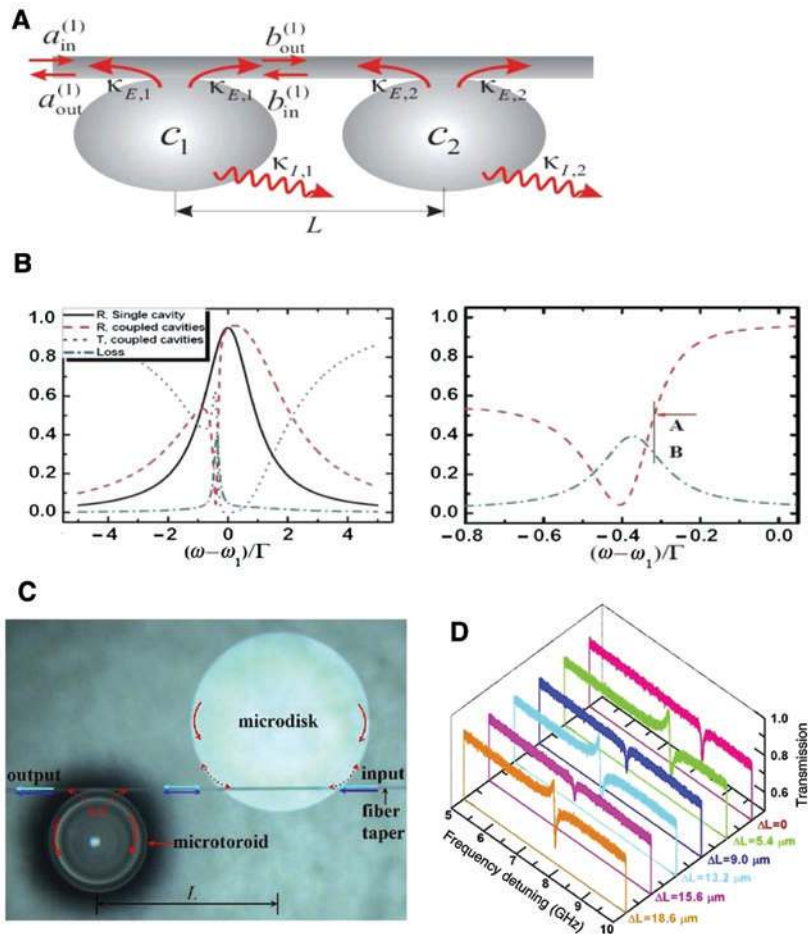 A
a_in^(1)
b_out^(1)
a_out^(1)
κ_E,1
κ_E,1
b_in^(1)
κ_E,2
κ_E,2
c_1
c_2
κ_I,1
κ_I,2
L
B
R, Single cavity
R, coupled cavities
T, coupled cavities
Loss
1.0
0.8
0.6
0.4
0.2
0.0
-4 -2 0 2 4
(ω-ω_1)/Γ
1.0
0.8
0.6
0.4
0.2
0.0
A
B
-0.8 -0.6 -0.4 -0.2 0.0
(ω-ω_1)/Γ
C
microdisk
output
input
fiber
taper
microtoroid
L
D
1.0
0.9
0.8
0.7
0.6
Transmission
5 6 7 8 9 10
Frequency detuning (GHz)
ΔL=0
ΔL=5.4 μm
ΔL=9.0 μm
ΔL=13.2 μm
ΔL=15.6 μm
ΔL=18.6 μm